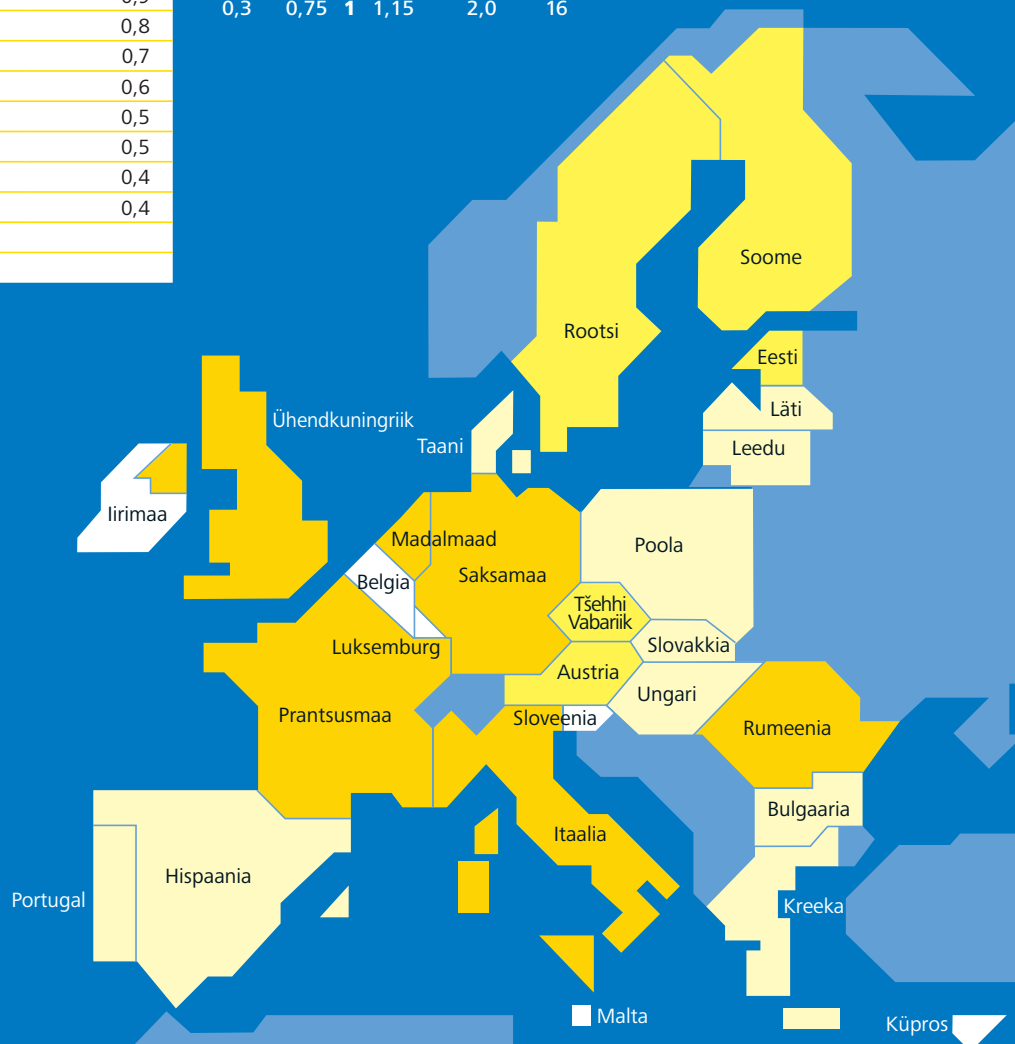 0,9
0,8
0,7
0,6
0,5
0,5
0,4
0,4
0,3 0,75 1 1,15 2,0 16
Soome
Rootsi
Eesti
Läti
Leedu
Ühendkuningriik
Taani
Iirimaa
Madalmaad
Poola
Belgia
Saksamaa
Tšehhi
Vabariik
Luksemburg
Slovakkia
Austria
Ungari
Prantsusmaa
Sloveenia
Rumeenia
Bulgaaria
Itaalia
Hispaania
Portugal
Kreeka
Malta
Küpros